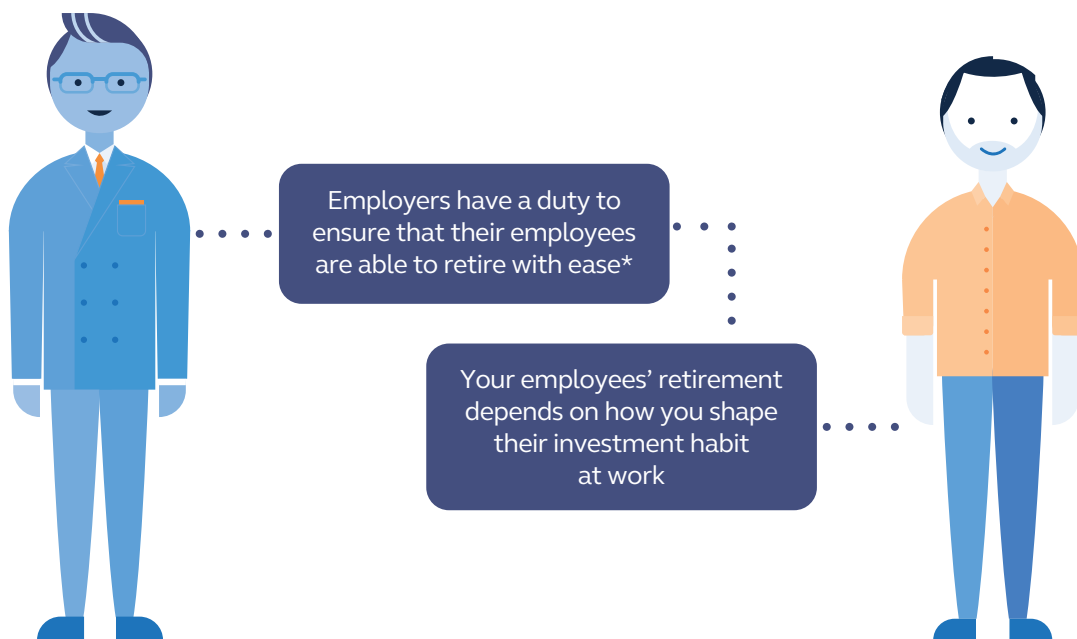 Employers have a duty to
ensure that their employees
are able to retire with ease*
Your employees’ retirement
depends on how you shape
their investment habit
at work